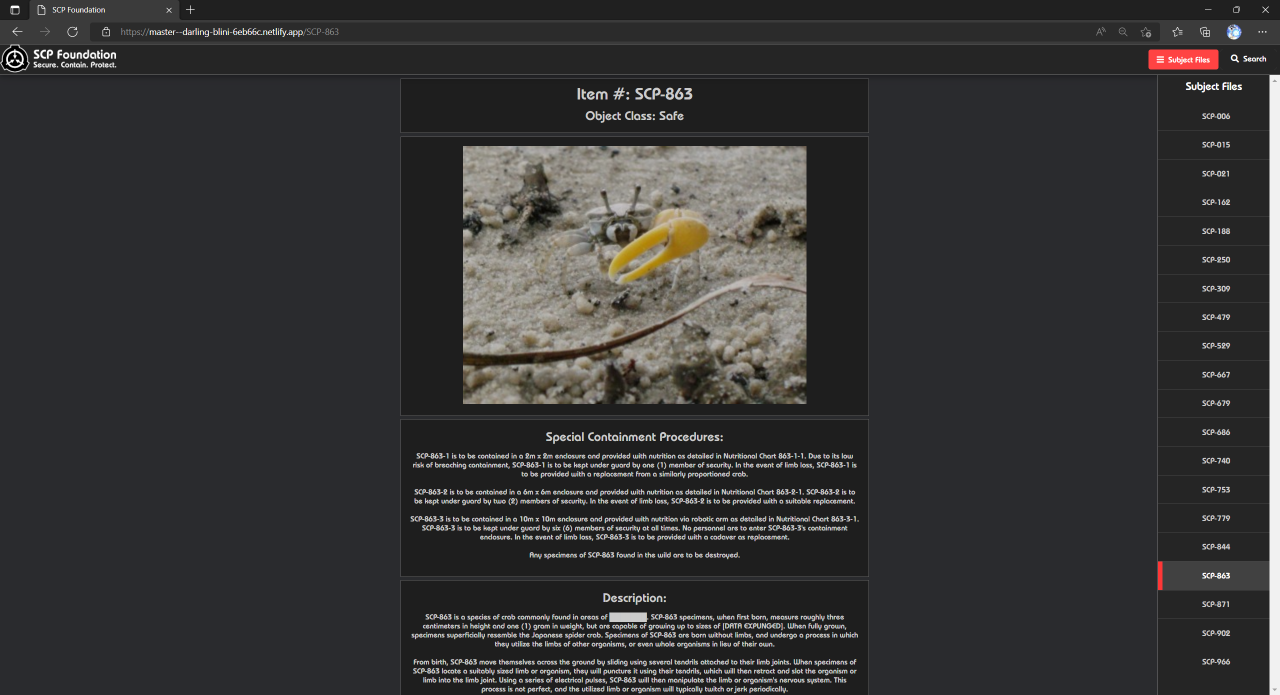 SCP Foundation
https://master--darling-blini-6eb66c.netlify.app/SCP-863
SCP Foundation
Secure. Contain. Protect.
Subject Files
Search
Item #: SCP-863
Object Class: Safe
Special Containment Procedures:
SCP-863-1 is to be contained in a 2m x 2m enclosure and provided with nutrition as detailed in Nutritional Chart 863-1-1. Due to its low
risk of breaching containment, SCP-863-1 is to be kept under guard by one (1) member of security. In the event of limb loss, SCP-863-1 is
to be provided with a replacement from a similarly proportioned crab.
SCP-863-2 is to be contained in a 6m x 6m enclosure and provided with nutrition as detailed in Nutritional Chart 863-2-1. SCP-863-2 is to
be kept under guard by two (2) members of security. In the event of limb loss, SCP-863-2 is to be provided with a suitable replacement.
SCP-863-3 is to be contained in a 10m x 10m enclosure and provided with nutrition via robotic arm as detailed in Nutritional Chart 863-3-1.
SCP-863-3 is to be kept under guard by six (6) members of security at all times. No personnel are to enter SCP-863-3's containment
enclosure. In the event of limb loss, SCP-863-3 is to be provided with a cadaver as replacement.
Any specimens of SCP-863 found in the wild are to be destroyed.
Description:
SCP-863 is a species of crab commonly found in areas of . SCP-863 specimens, when first born, measure roughly three
centimeters in height and one (1) gram in weight, but are capable of growing up to sizes of [DATA EXPUNGED]. When fully grown,
specimens superficially resemble the Japanese spider crab. Specimens of SCP-863 are born without limbs, and undergo a process in which
they utilize the limbs of other organisms, or even whole organisms in lieu of their own.
From birth, SCP-863 move themselves across the ground by sliding using several tendrils attached to their limb joints. When specimens of
SCP-863 locate a suitably sized limb or organism, they will puncture it using their tendrils, which will then retract and slot the organism or
limb into the limb joint. Using a series of electrical pulses, SCP-863 will then manipulate the limb or organism's nervous system. This
process is not perfect, and the utilized limb or organism will typically twitch or jerk periodically.
Subject Files
SCP-006
SCP-015
SCP-021
SCP-162
SCP-188
SCP-250
SCP-309
SCP-479
SCP-529
SCP-667
SCP-679
SCP-686
SCP-740
SCP-753
SCP-779
SCP-844
SCP-863
SCP-871
SCP-902
SCP-966